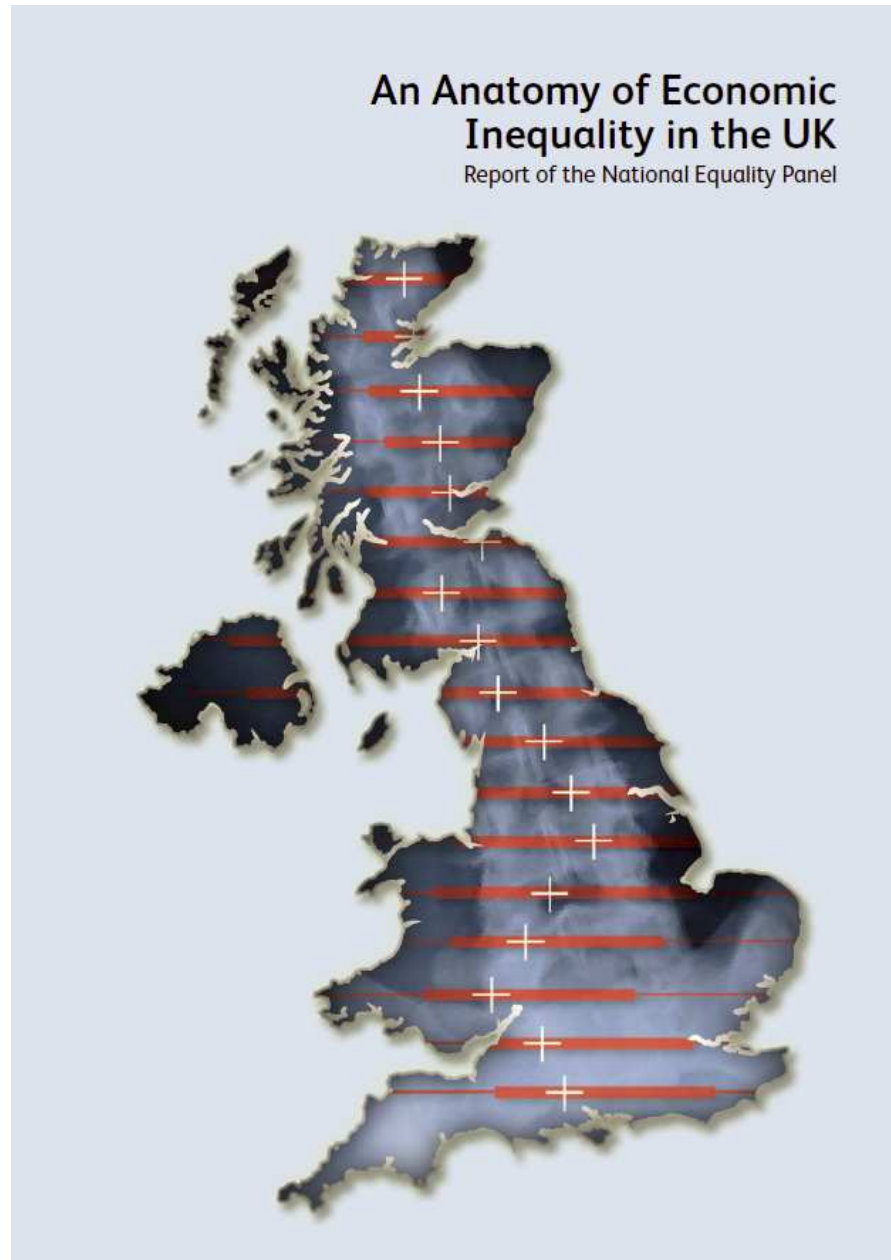 An Anatomy of Economic
Inequality in the UK
Report of the National Equality Panel